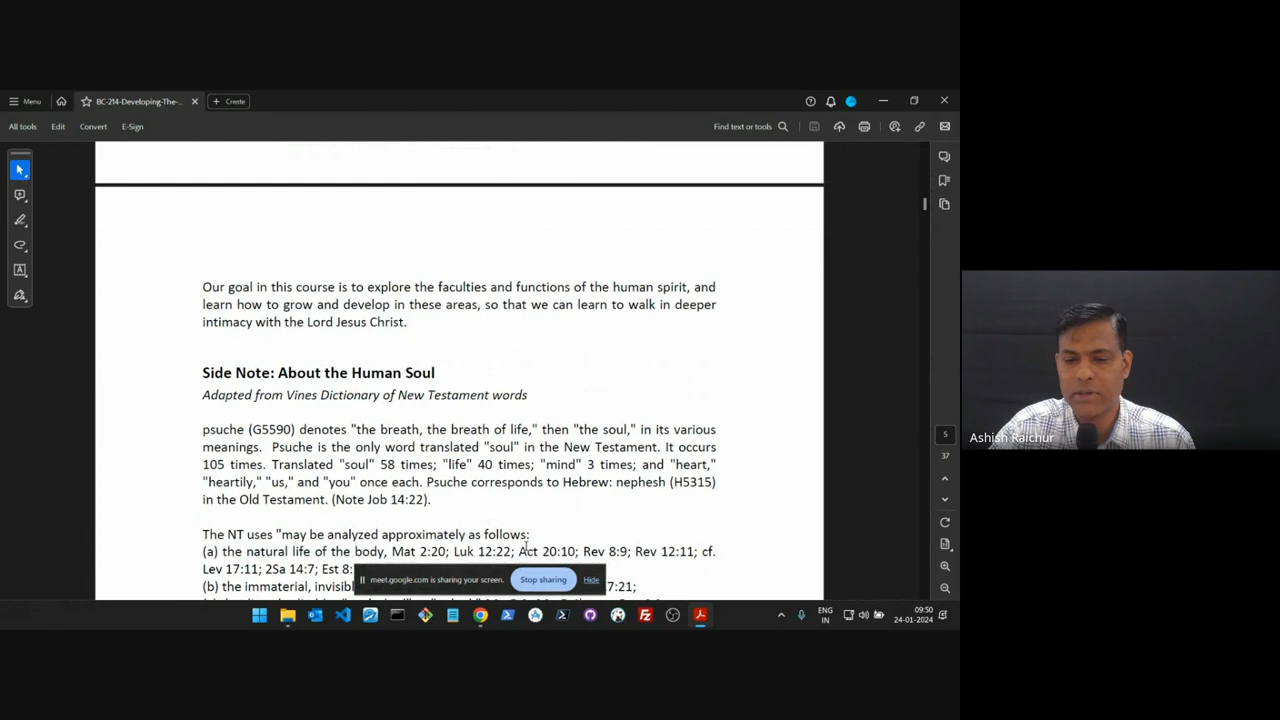 Menu
BC-214-Developing-The-...
+ Create
All tools
Edit
Convert
E-Sign
Find text or tools
Our goal in this course is to explore the faculties and functions of the human spirit, and
learn how to grow and develop in these areas, so that we can learn to walk in deeper
intimacy with the Lord Jesus Christ.
Side Note: About the Human Soul
Adapted from Vines Dictionary of New Testament words
psuche (G5590) denotes "the breath, the breath of life," then "the soul," in its various
meanings. Psuche is the only word translated "soul" in the New Testament. It occurs
105 times. Translated "soul" 58 times; "life" 40 times; "mind" 3 times; and "heart,"
"heartily," "us," and "you" once each. Psuche corresponds to Hebrew: nephesh (H5315)
in the Old Testament. (Note Job 14:22).
The NT uses "may be analyzed approximately as follows:
(a) the natural life of the body, Mat 2:20; Luk 12:22; Act 20:10; Rev 8:9; Rev 12:11; cf.
Lev 17:11; 2Sa 14:7; Est 8:
(b) the immaterial, invisib
7:21;
meet.google.com is sharing your screen.
Stop sharing
Hide
5
37
Ashish Raichur
ENG
IN
09:50
24-01-2024